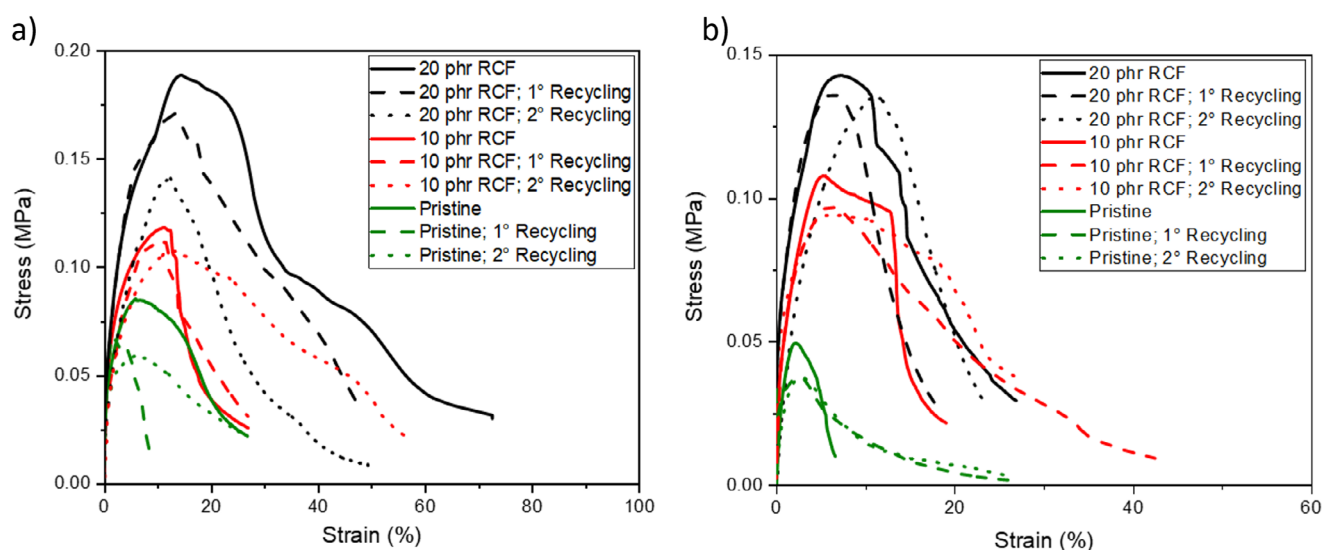 a)
0.20
0.15
0.10
0.05
0.00
Stress (MPa)
20 phr RCF
20 phr RCF; 1° Recycling
20 phr RCF; 2° Recycling
10 phr RCF
10 phr RCF; 1° Recycling
10 phr RCF; 2° Recycling
Pristine
Pristine; 1° Recycling
Pristine; 2° Recycling
0 20 40 60 80 100
Strain (%)
b)
0.15
0.10
0.05
0.00
Stress (MPa)
20 phr RCF
20 phr RCF; 1° Recycling
20 phr RCF; 2° Recycling
10 phr RCF
10 phr RCF; 1° Recycling
10 phr RCF; 2° Recycling
Pristine
Pristine; 1° Recycling
Pristine; 2° Recycling
0 20 40 60
Strain (%)